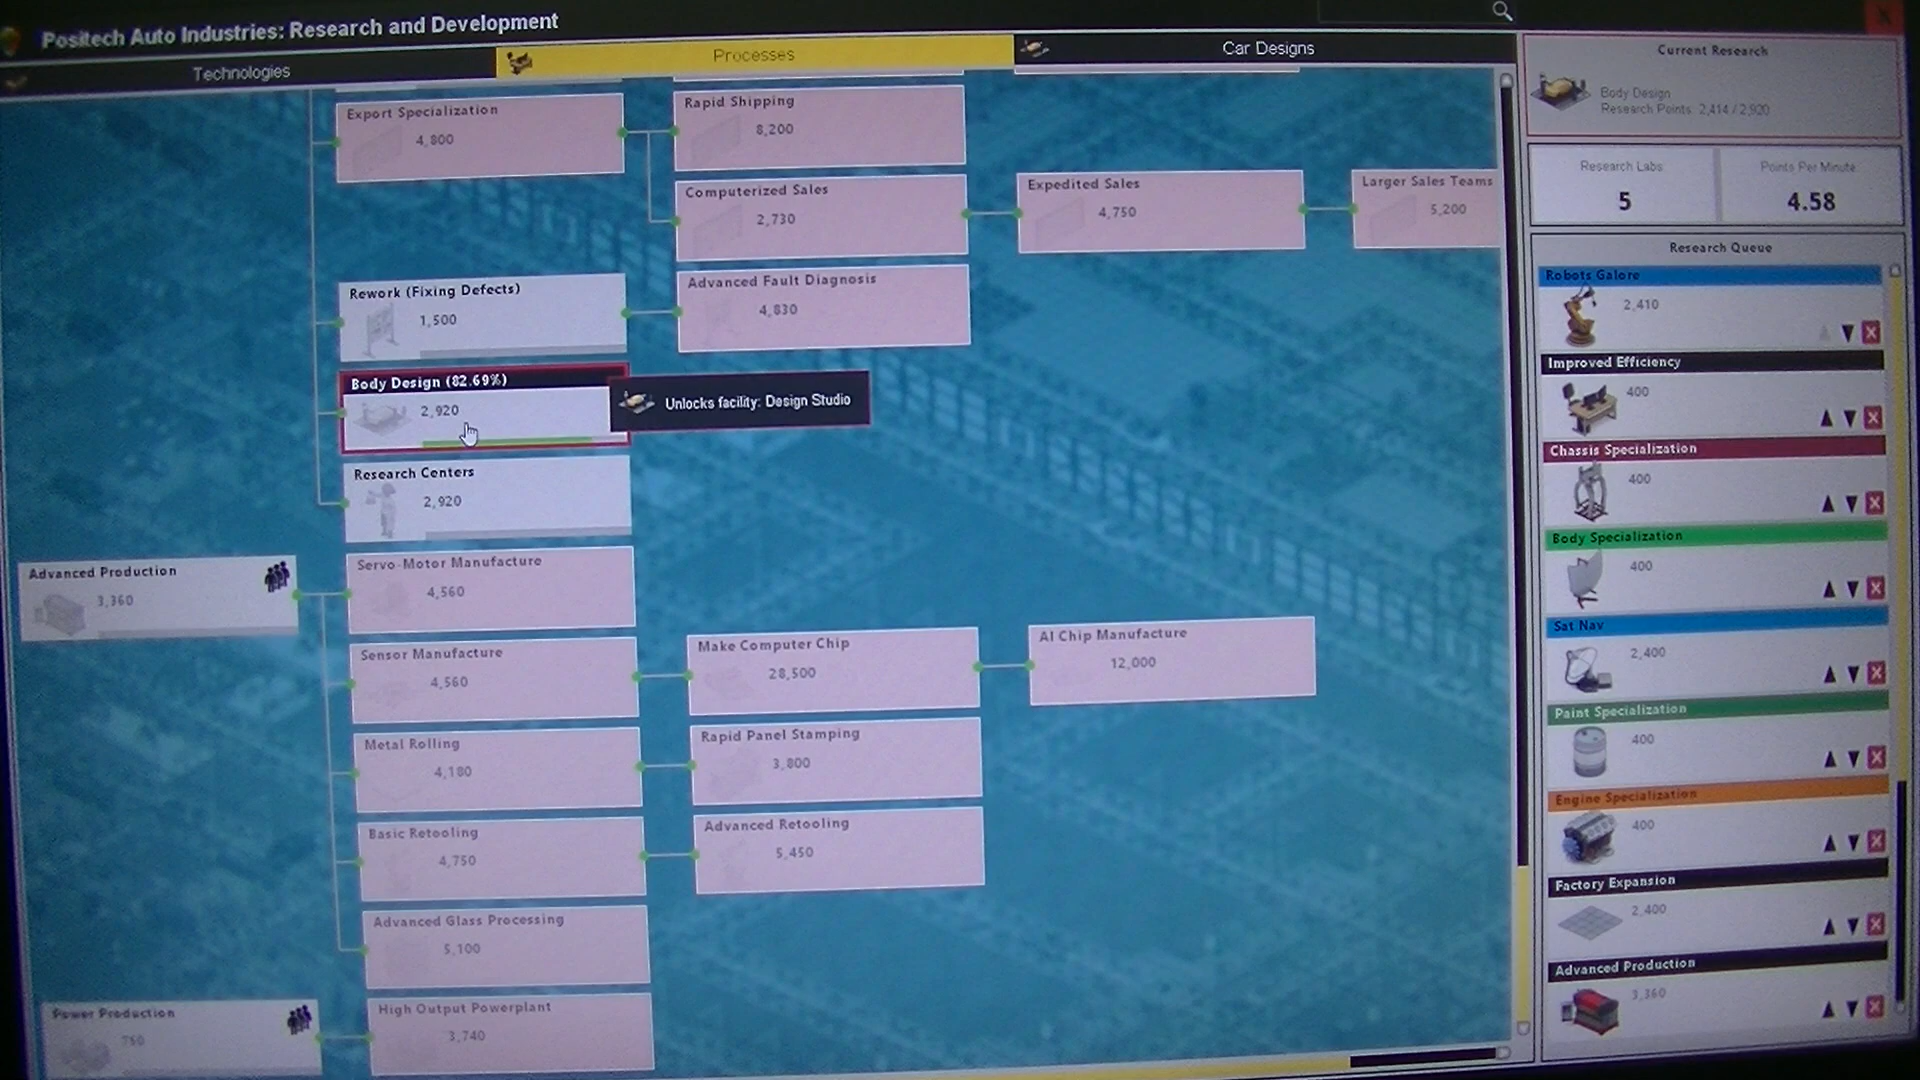 Positech Auto Industries: Research and Development
Technologies
Processes
Car Designs
Export Specialization
4,800
Rapid Shipping
8,200
Computerized Sales
2,730
Expedited Sales
4,750
Larger Sales Teams
5,200
Rework (Fixing Defects)
1,500
Advanced Fault Diagnosis
4,830
Body Design (82.69%)
2,920
Unlocks facility: Design Studio
Research Centers
2,920
Advanced Production
3,360
Servo-Motor Manufacture
4,560
Sensor Manufacture
4,560
Make Computer Chip
28,500
AI Chip Manufacture
12,000
Metal Rolling
4,180
Rapid Panel Stamping
3,800
Basic Retooling
4,750
Advanced Retooling
5,450
Advanced Glass Processing
5,100
Power Production
750
High Output Powerplant
3,740
Current Research
Body Design
Research Points 2,414 / 2,920
Research Labs
5
Points Per Minute
4.58
Research Queue
Robots Galore
2,410
Improved Efficiency
400
Chassis Specialization
400
Body Specialization
400
Sat Nav
2,400
Paint Specialization
400
Engine Specialization
400
Factory Expansion
2,400
Advanced Production
3,360